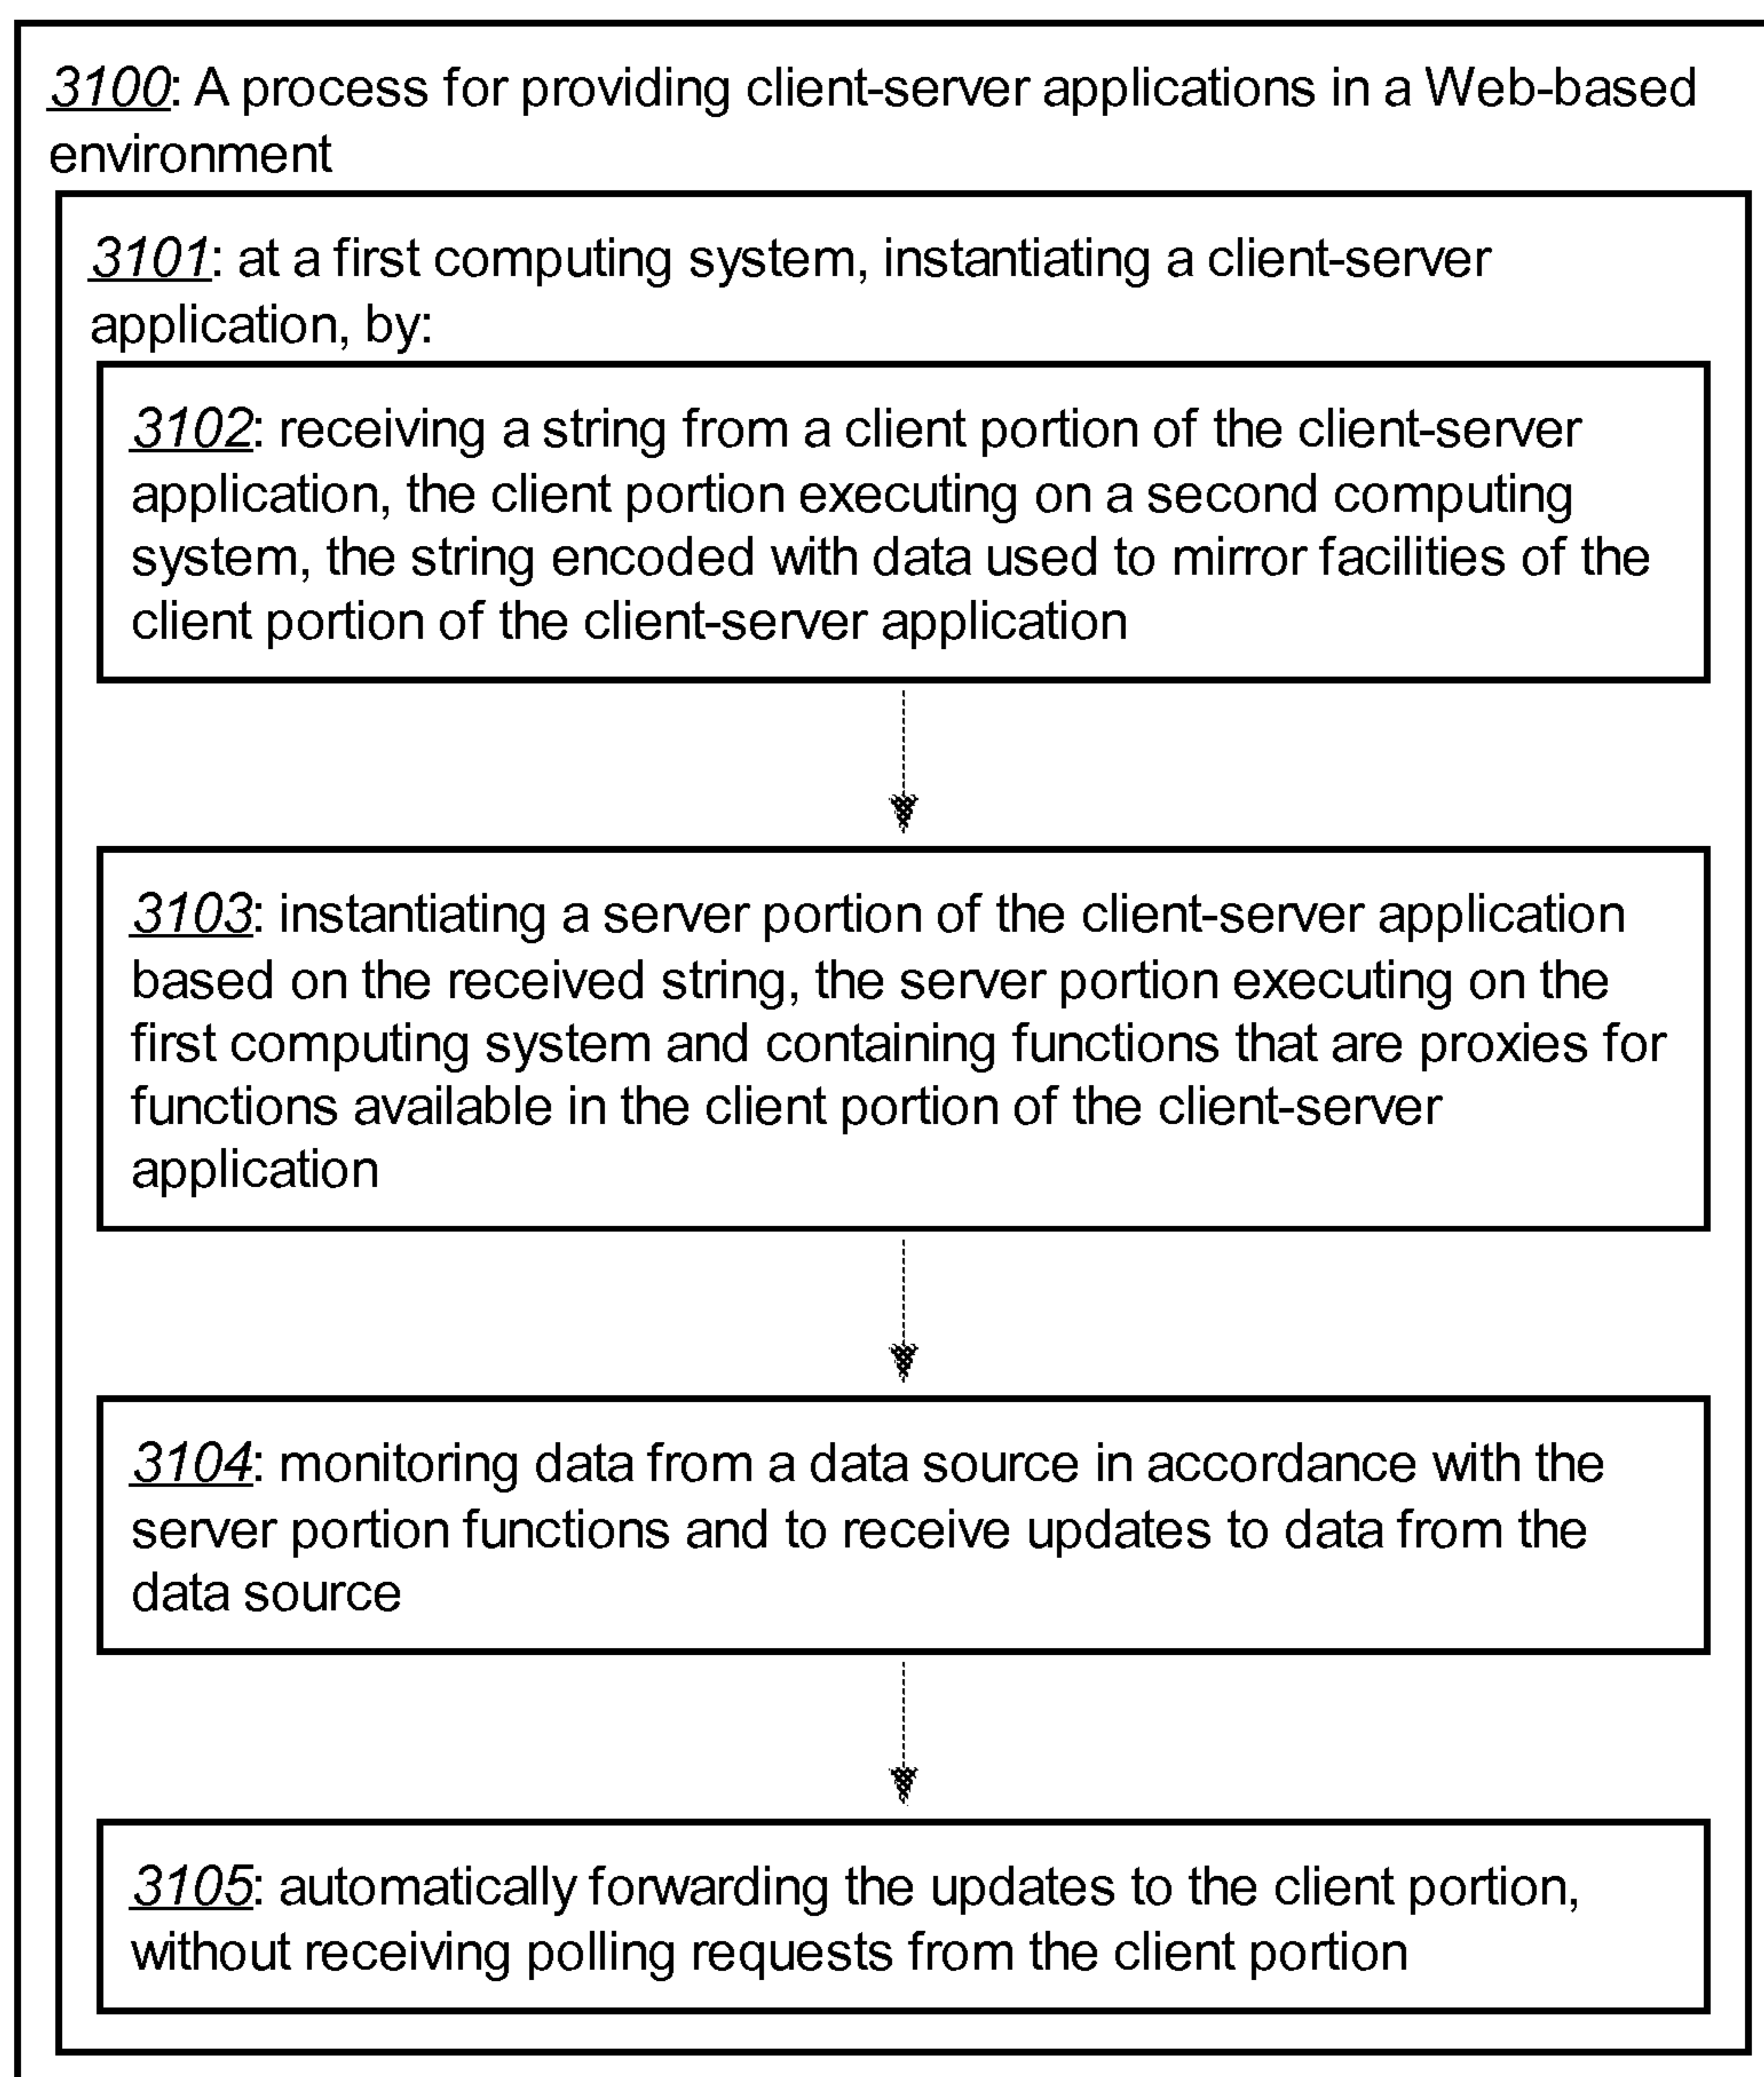 3100: A process for providing client-server applications in a Web-based
environment
3101: at a first computing system, instantiating a client-server
application, by:
3102: receiving a string from a client portion of the client-server
application, the client portion executing on a second computing
system, the string encoded with data used to mirror facilities of the
client portion of the client-server application
3103: instantiating a server portion of the client-server application
based on the received string, the server portion executing on the
first computing system and containing functions that are proxies for
functions available in the client portion of the client-server
application
3104: monitoring data from a data source in accordance with the
server portion functions and to receive updates to data from the
data source
3105: automatically forwarding the updates to the client portion,
without receiving polling requests from the client portion